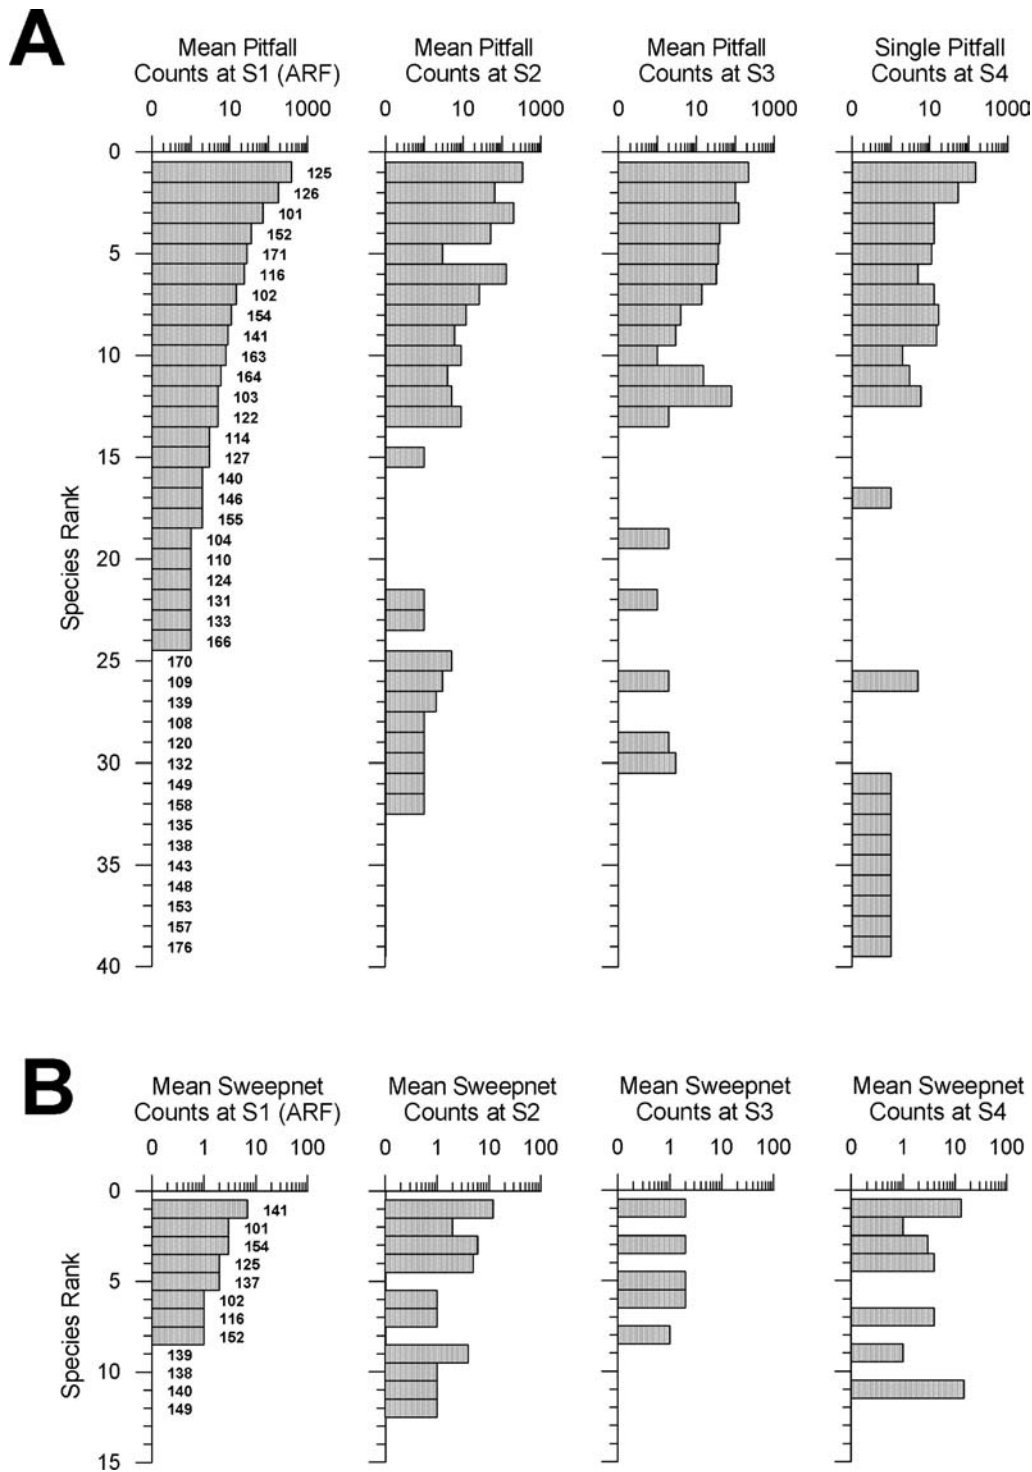 A
Mean Pitfall
Counts at S1 (ARF)
Mean Pitfall
Counts at S2
Mean Pitfall
Counts at S3
Single Pitfall
Counts at S4
0 10 1000
0 10 1000
0 10 1000
0 10 1000
Species Rank
0
5
10
15
20
25
30
35
40
125
126
101
152
171
116
102
154
141
163
164
103
122
114
127
140
146
155
104
110
124
131
133
166
170
109
139
108
120
132
149
158
135
138
143
148
153
157
176
B
Mean Sweepnet
Counts at S1 (ARF)
Mean Sweepnet
Counts at S2
Mean Sweepnet
Counts at S3
Mean Sweepnet
Counts at S4
0 1 10 100
0 1 10 100
0 1 10 100
0 1 10 100
Species Rank
0
5
10
15
141
101
154
125
137
102
116
152
139
138
140
149